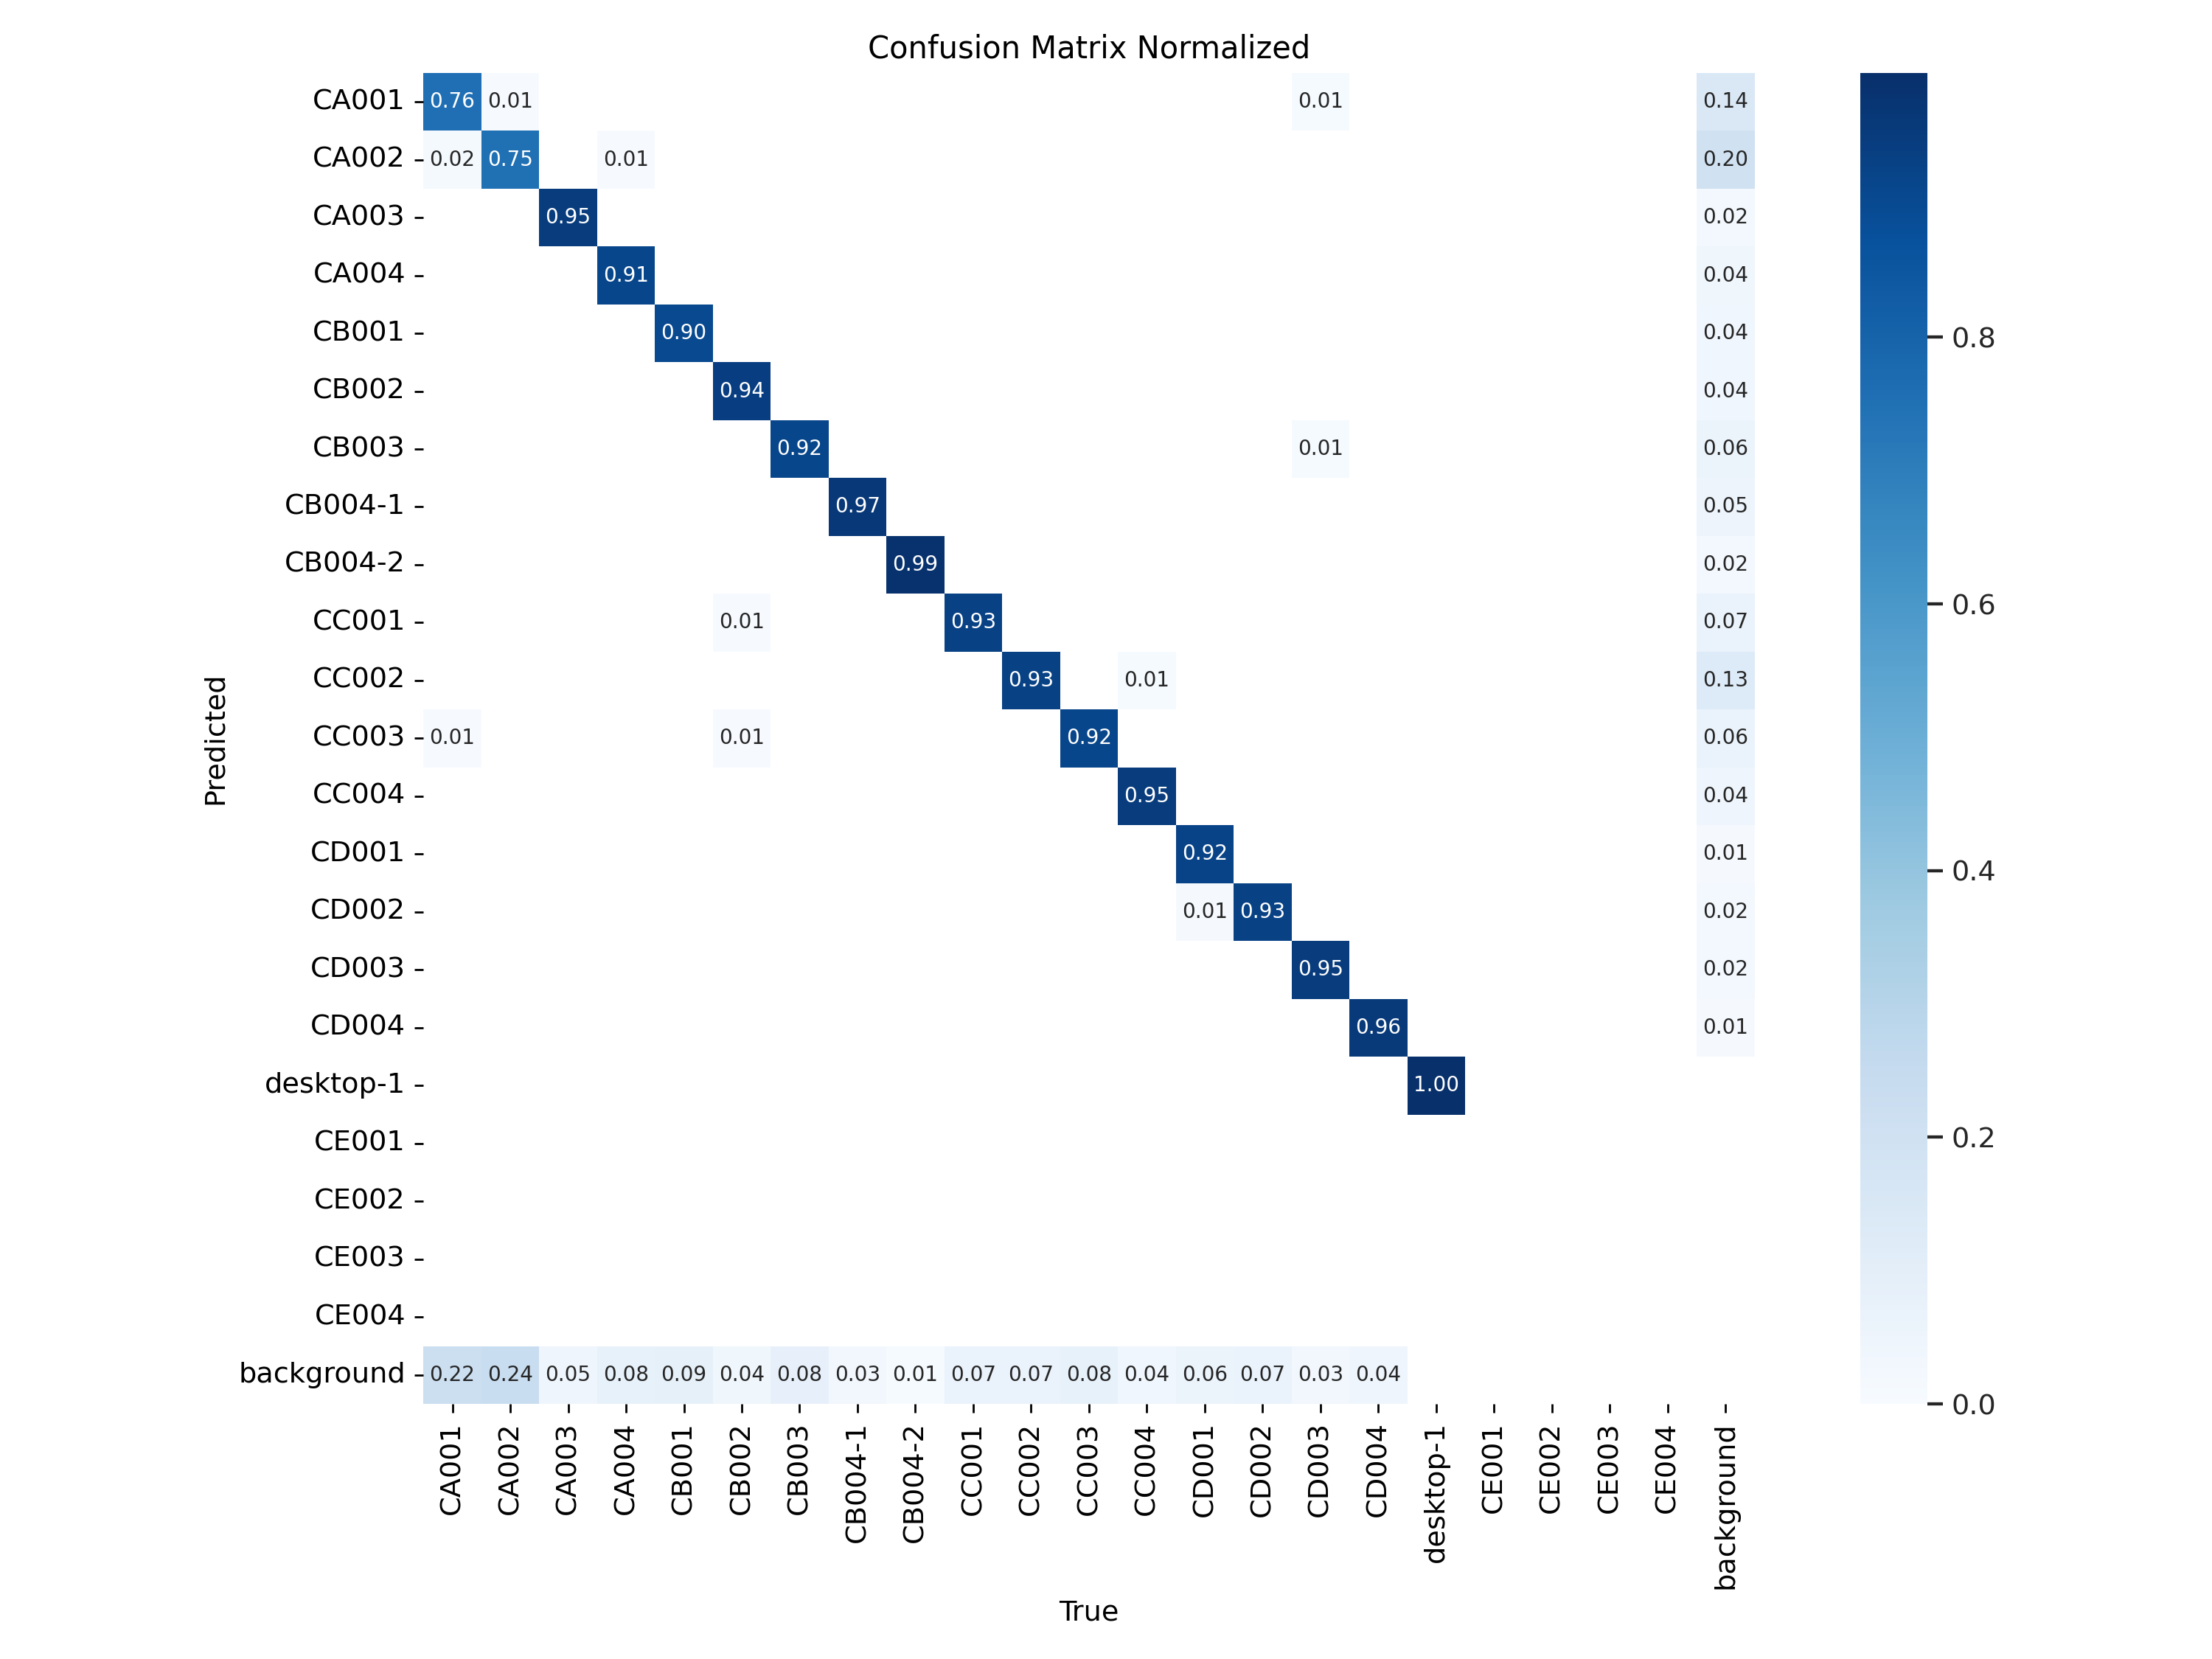 Confusion Matrix Normalized
CA001 0.76 0.01 0.01 0.14
CA002 0.02 0.75 0.01 0.20
CA003 0.95 0.02
CA004 0.91 0.04
CB001 0.90 0.04
CB002 0.94 0.04
CB003 0.92 0.01 0.06
CB004-1 0.97 0.05
CB004-2 0.99 0.02
CC001 0.01 0.93 0.07
CC002 0.93 0.01 0.13
CC003 0.01 0.01 0.92 0.06
CC004 0.95 0.04
CD001 0.92 0.01
CD002 0.01 0.93 0.02
CD003 0.95 0.02
CD004 0.96 0.01
desktop-1 1.00
CE001
CE002
CE003
CE004
background 0.22 0.24 0.05 0.08 0.09 0.04 0.08 0.03 0.01 0.07 0.07 0.08 0.04 0.06 0.07 0.03 0.04
Predicted
CA001
CA002
CA003
CA004
CB001
CB002
CB003
CB004-1
CB004-2
CC001
CC002
CC003
CC004
CD001
CD002
CD003
CD004
desktop-1
CE001
CE002
CE003
CE004
background
True
0.8
0.6
0.4
0.2
0.0